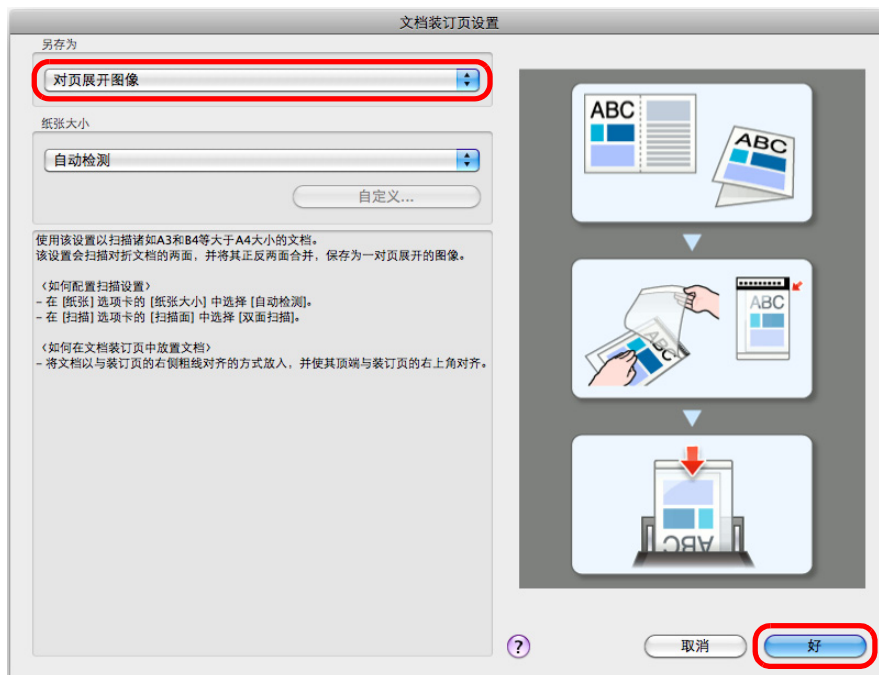 文档装订页设置
另存为
对页展开图像
纸张大小
自动检测
自定义...
使用该设置以扫描诸如A3和B4等大于A4大小的文档。
该设置会扫描对折文档的两面，并将其正反两面合并，保存为一对页展开的图像。
〈如何配置扫描设置〉
– 在 [纸张] 选项卡的 [纸张大小] 中选择 [自动检测]。
– 在 [扫描] 选项卡的 [扫描面] 中选择 [双面扫描]。
〈如何在文档装订页中放置文档〉
– 将文档以与装订页的右侧粗线对齐的方式放入，并使其顶端与装订页的右上角对齐。
ABC
ABC
ABC
ABC
ABC
?
取消
好